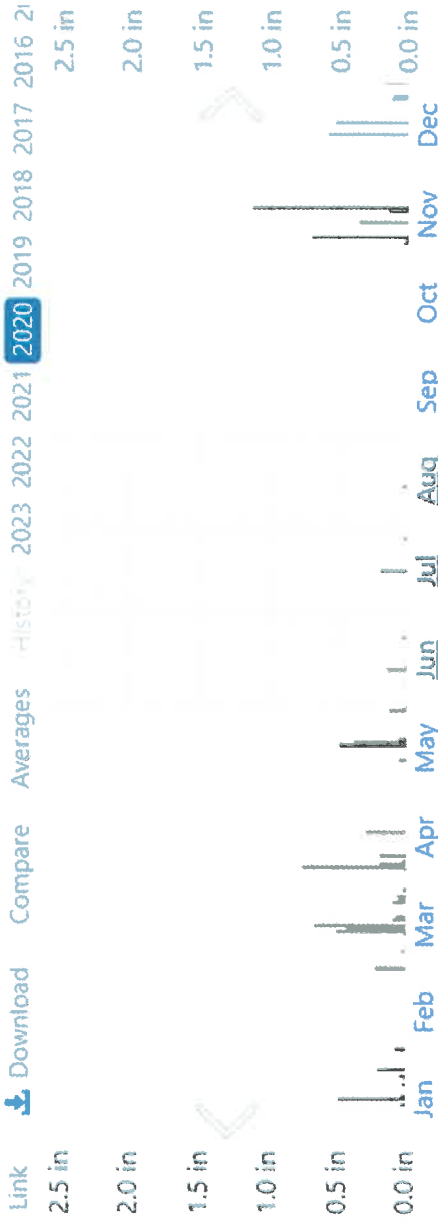 Link Download Compare Averages History 2023 2022 2021 2020 2019 2018 2017 2016
2.5 in 2.5 in
2.0 in 2.0 in
1.5 in 1.5 in
1.0 in 1.0 in
0.5 in 0.5 in
0.0 in 0.0 in
Jan Feb Mar Apr May Jun Jul Aug Sep Oct Nov Dec